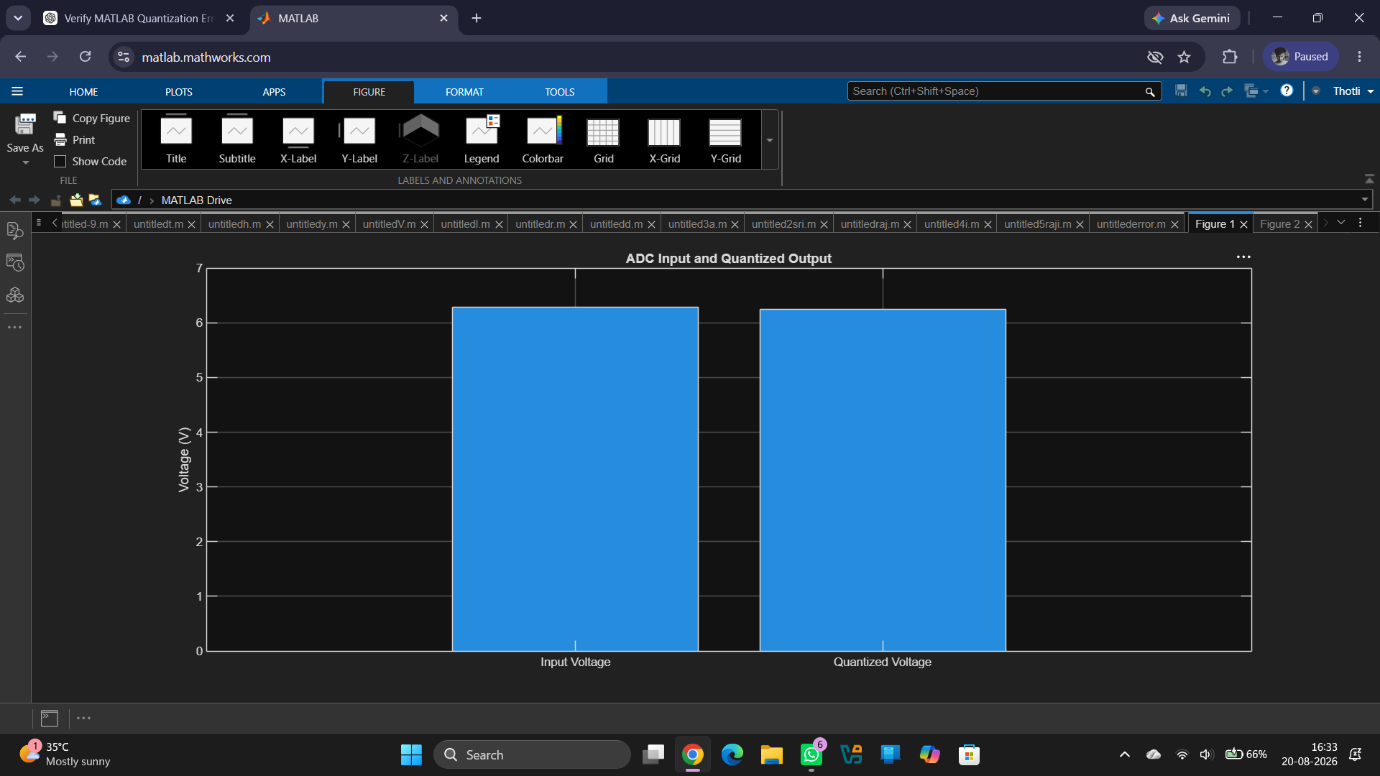 Verify MATLAB Quantization Er
MATLAB
Ask Gemini
matlab.mathworks.com
Paused
HOME PLOTS APPS FIGURE FORMAT TOOLS
Search (Ctrl+Shift+Space)
Thotli
Save As
Copy Figure
Print
Show Code
FILE
Title Subtitle X-Label Y-Label Z-Label Legend Colorbar Grid X-Grid Y-Grid
LABELS AND ANNOTATIONS
/ > MATLAB Drive
titled-9.m untitledt.m untitledh.m untitledy.m untitledV.m untitledl.m untitledr.m untitledd.m untitled3a.m untitled2sri.m untitledraj.m untitled4i.m untitled5raji.m untitlederror.m Figure 1 Figure 2
ADC Input and Quantized Output
7
6
5
4
3
2
1
0
Voltage (V)
Input Voltage Quantized Voltage
1
35°C
Mostly sunny
Search
6
66%
16:33
20-08-2026